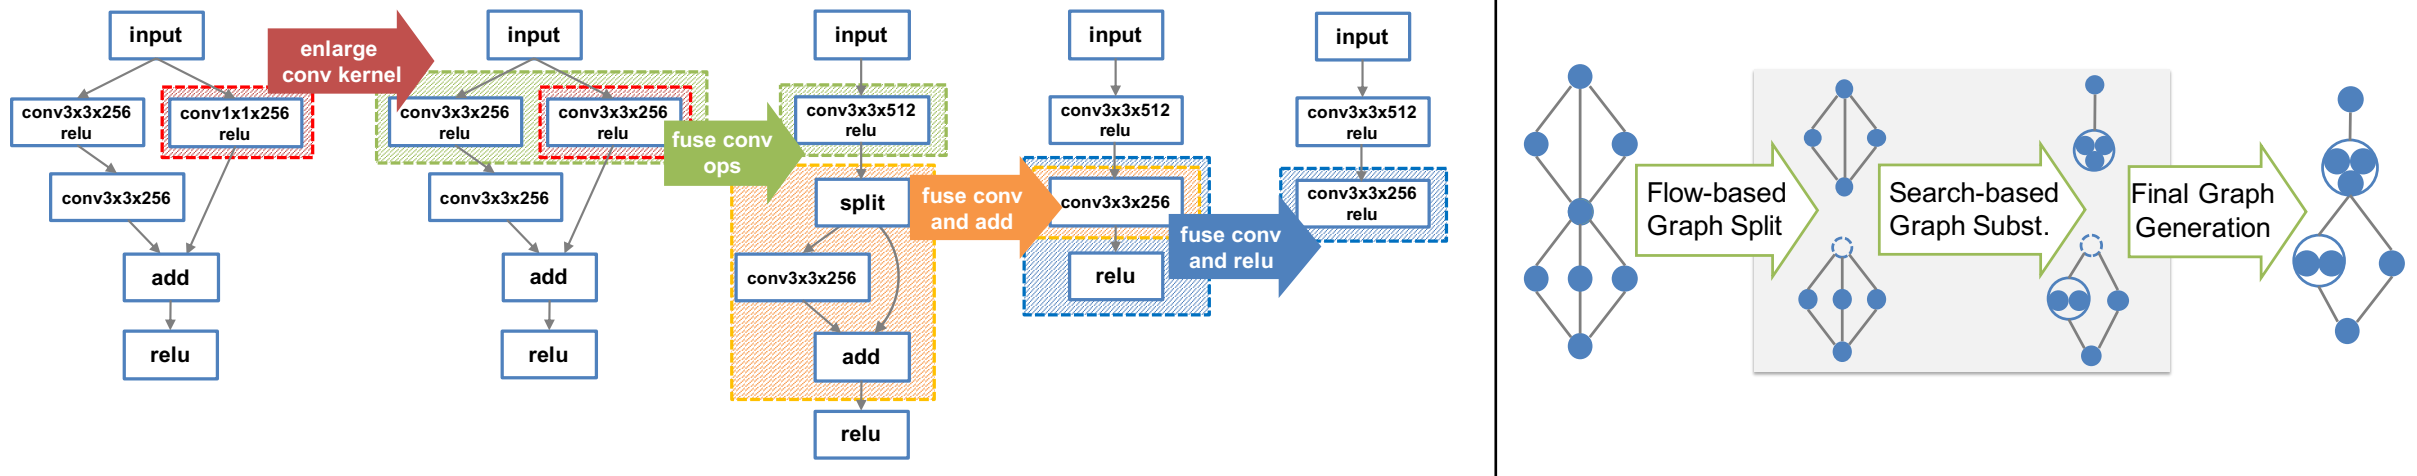 input
conv3x3x256
relu
conv1x1x256
relu
conv3x3x256
add
relu
enlarge
conv kernel
input
conv3x3x256
relu
conv3x3x256
relu
conv3x3x256
add
relu
fuse conv
ops
input
conv3x3x512
relu
split
conv3x3x256
add
relu
fuse conv
and add
input
conv3x3x512
relu
conv3x3x256
relu
fuse conv
and relu
input
conv3x3x512
relu
conv3x3x256
relu
Flow-based
Graph Split
Search-based
Graph Subst.
Final Graph
Generation